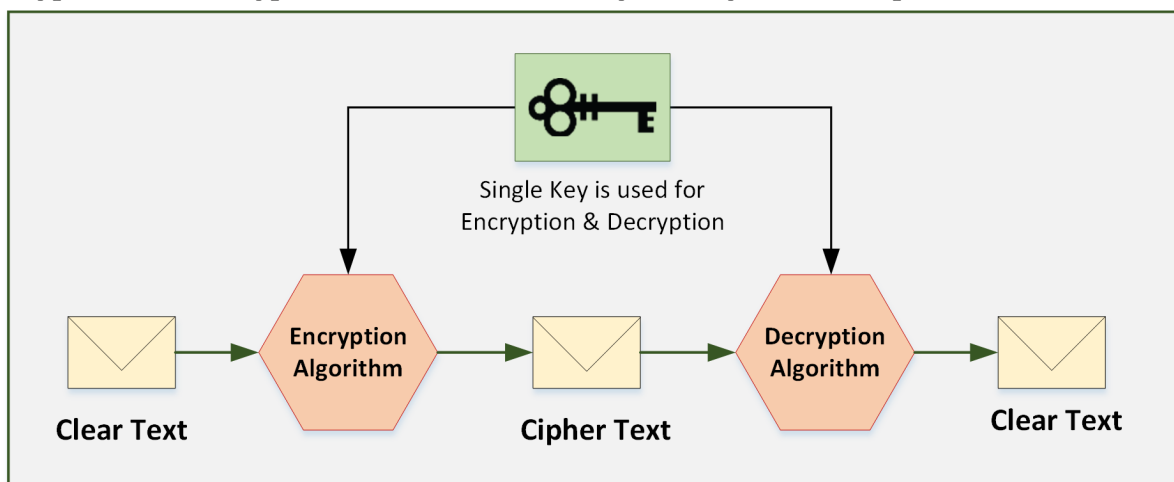 Single Key is used for
Encryption & Decryption
Encryption
Algorithm
Decryption
Algorithm
Clear Text
Cipher Text
Clear Text